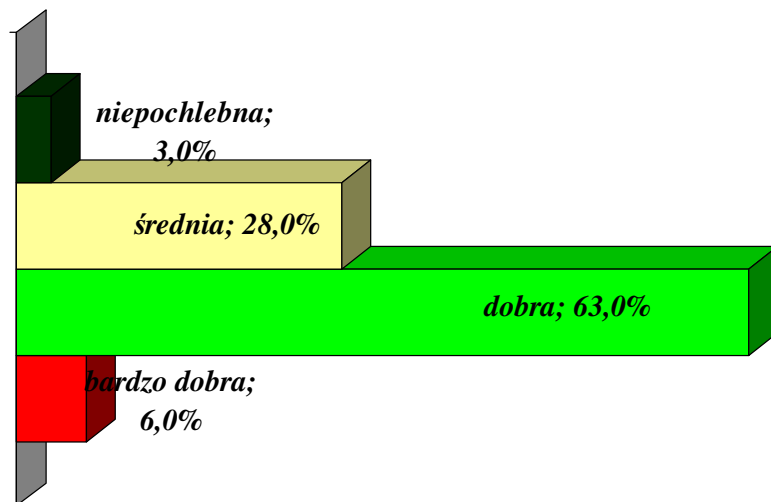 niepochlebna;
3,0%
średnia; 28,0%
dobra; 63,0%
bardzo dobra;
6,0%